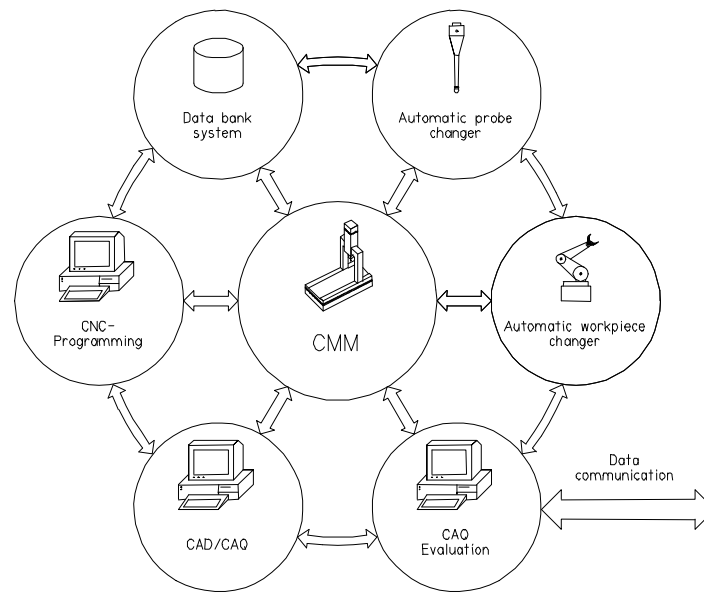 Data bank
system
Automatic probe
changer
CNC-
Programming
CMM
Automatic workpiece
changer
Data
communication
CAD/CAQ
CAQ
Evaluation